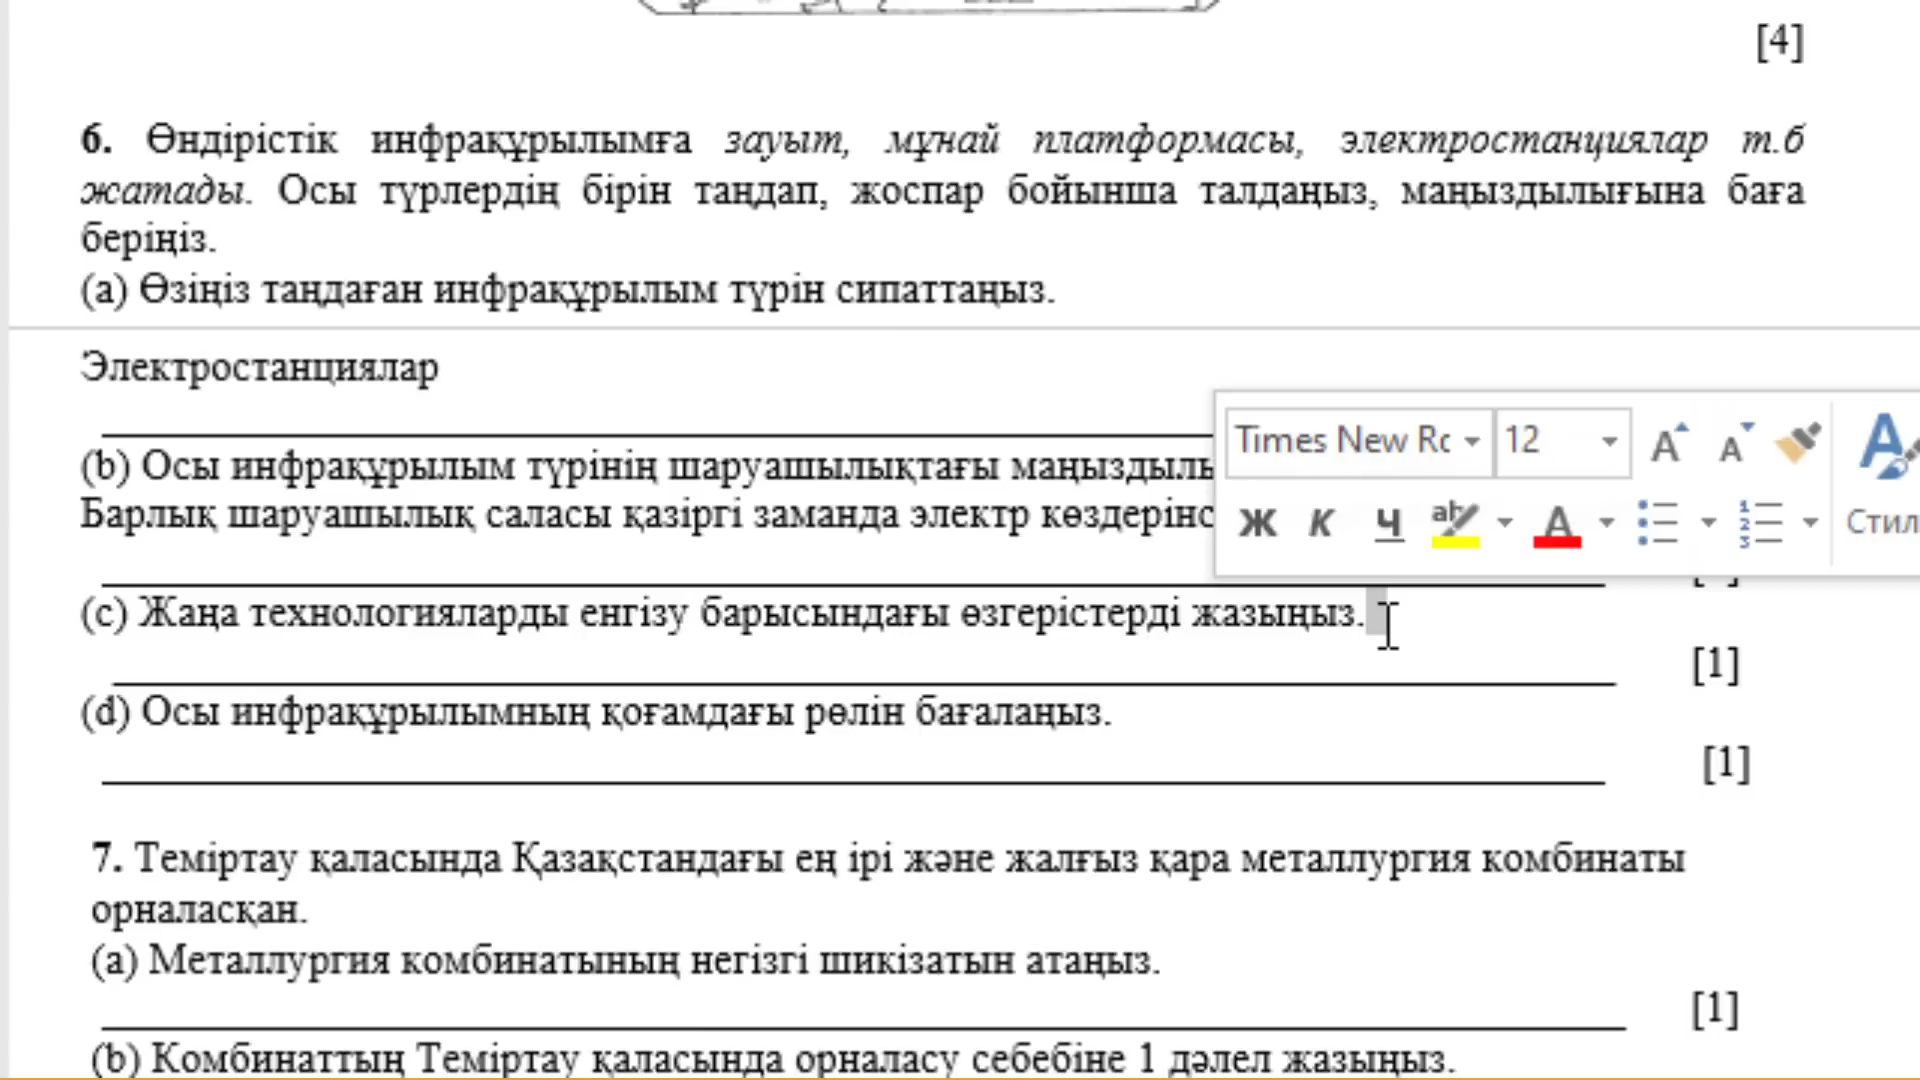 [4]
6. Өндірістік инфрақұрылымға зауыт, мұнай платформасы, электростанциялар т.б
жатады. Осы түрлердің бірін таңдап, жоспар бойынша талдаңыз, маңыздылығына баға
беріңіз.
(a) Өзіңіз таңдаған инфрақұрылым түрін сипаттаңыз.
Электростанциялар
Times New Rc 12
(b) Осы инфрақұрылым түрінің шаруашылықтағы
Барлық шаруашылық саласы қазіргі заманда электр
Ж К Ч
(c) Жаңа технологияларды енгізу барысындағы өзгерістерді жазыңыз.
[1]
(d) Осы инфрақұрылымның қоғамдағы рөлін бағалаңыз.
[1]
7. Теміртау қаласында Қазақстандағы ең ірі және жалғыз қара металлургия комбинаты
орналасқан.
(a) Металлургия комбинатының негізгі шикізатын атаңыз.
[1]
(b) Комбинаттың Теміртау қаласында орналасу себебіне 1 дәлел жазыңыз.